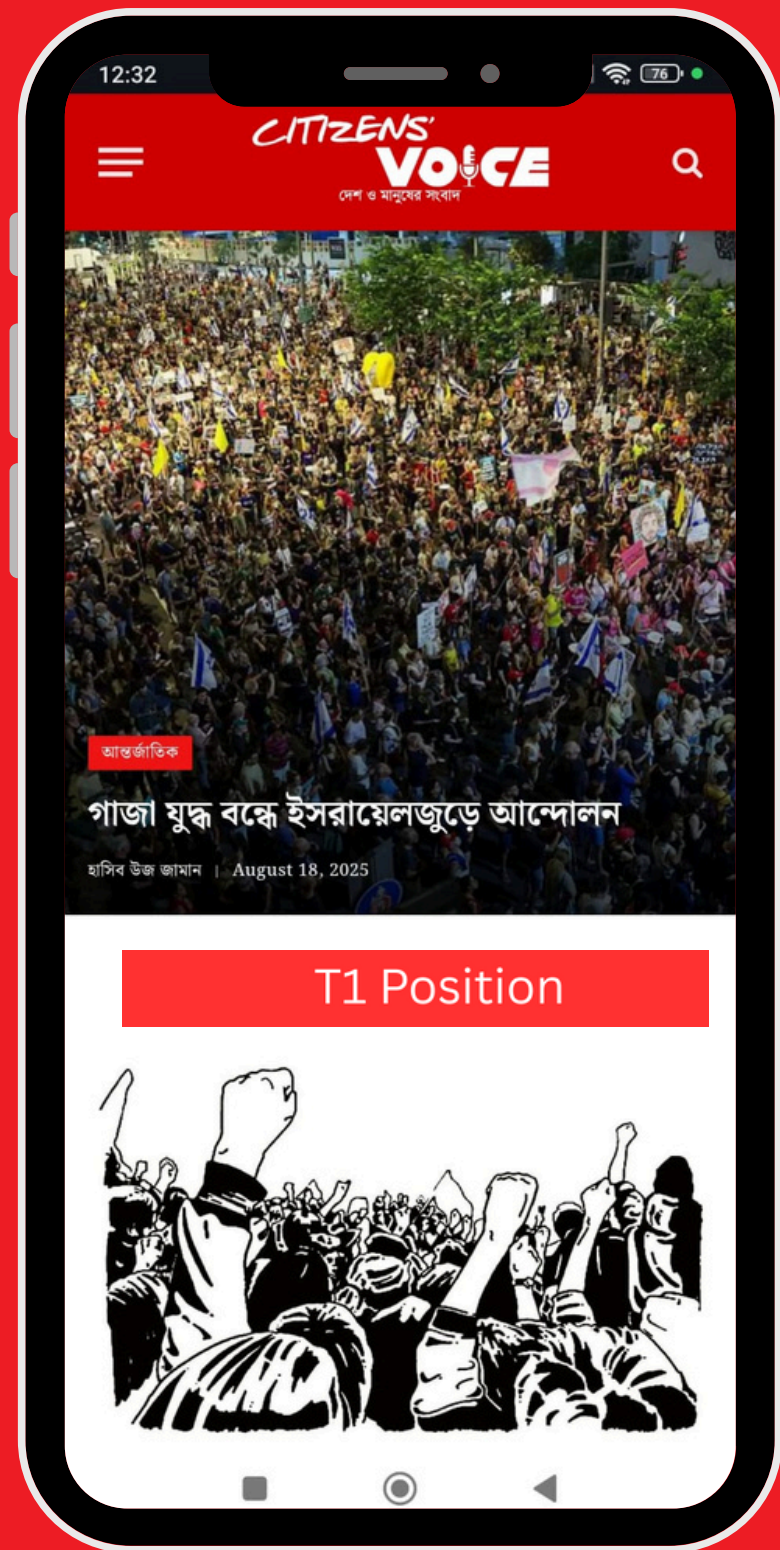 12:32
76
CITIZENS'
VOICE
দেশ ও মানুষের সংবাদ
আন্তর্জাতিক
গাজা যুদ্ধ বন্ধে ইসরায়েলজুড়ে আন্দোলন
হাসিব উজ জামান | August 18, 2025
T1 Position